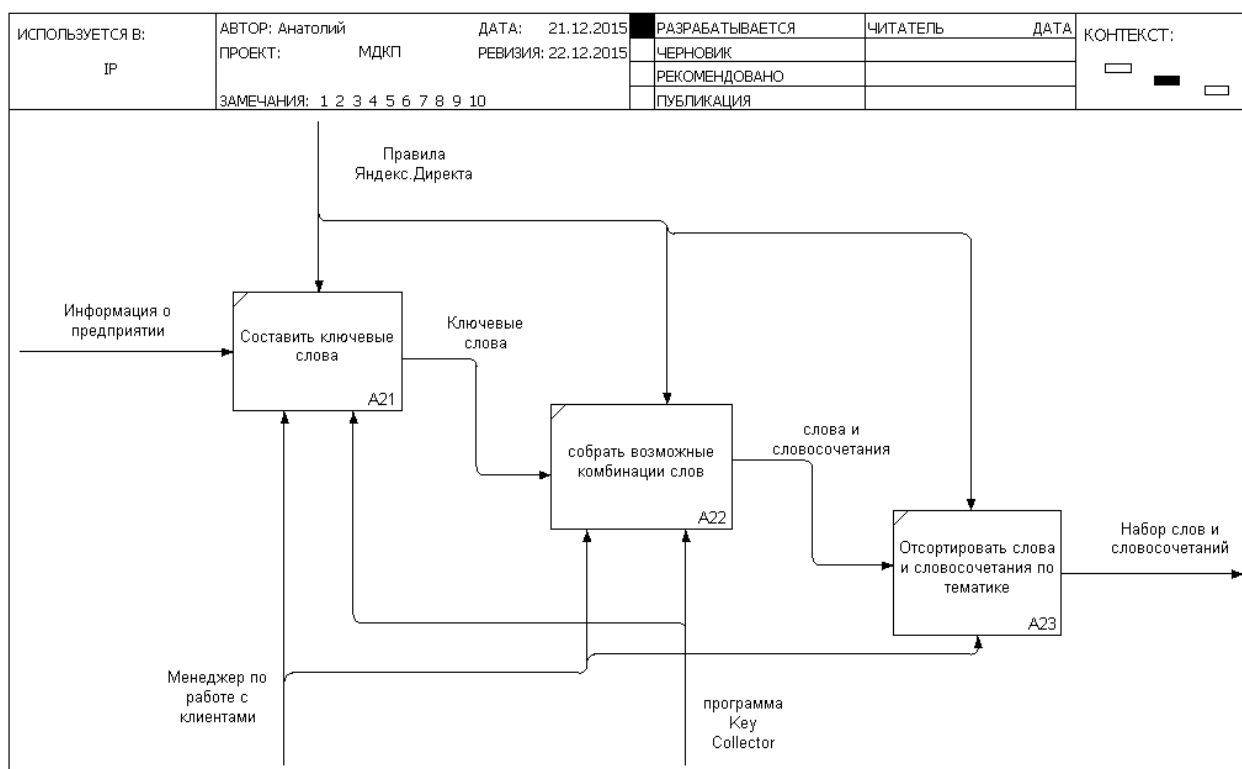 ИСПОЛЬЗУЕТСЯ В:
IP
АВТОР: Анатолий
ДАТА: 21.12.2015
ПРОЕКТ: МДКП
РЕВИЗИЯ: 22.12.2015
ЗАМЕЧАНИЯ: 1 2 3 4 5 6 7 8 9 10
РАЗРАБАТЫВАЕТСЯ
ЧЕРНОВИК
РЕКОМЕНДОВАНО
ПУБЛИКАЦИЯ
ЧИТАТЕЛЬ ДАТА
КОНТЕКСТ:
Правила
Яндекс.Директа
Информация о
предприятии
Составить ключевые
слова
A21
Ключевые
слова
собрать возможные
комбинации слов
A22
слова и
словосочетания
Отсортировать слова
и словосочетания по
тематике
A23
Набор слов и
словосочетаний
Менеджер по
работе с
клиентами
программа
Key
Collector